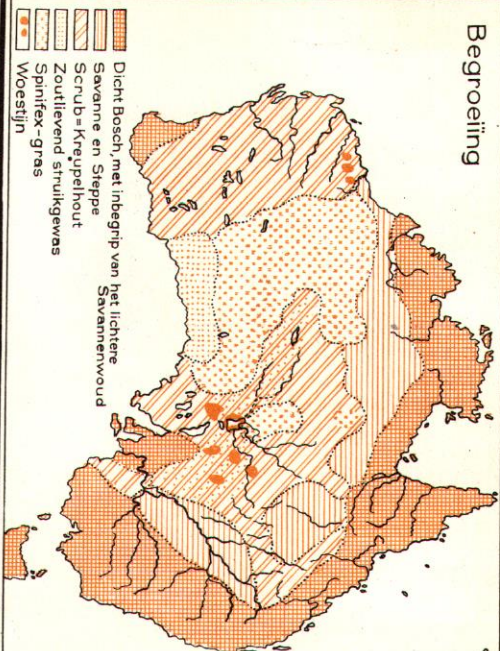 Begroeiïng
Dicht Bosch, met inbegrip van het lichtere
Savannenwoud
Savanne en Steppe
Scrub=Kreupelhout
Zoutlievend struikgewas
Spinifex-gras
Woestijn